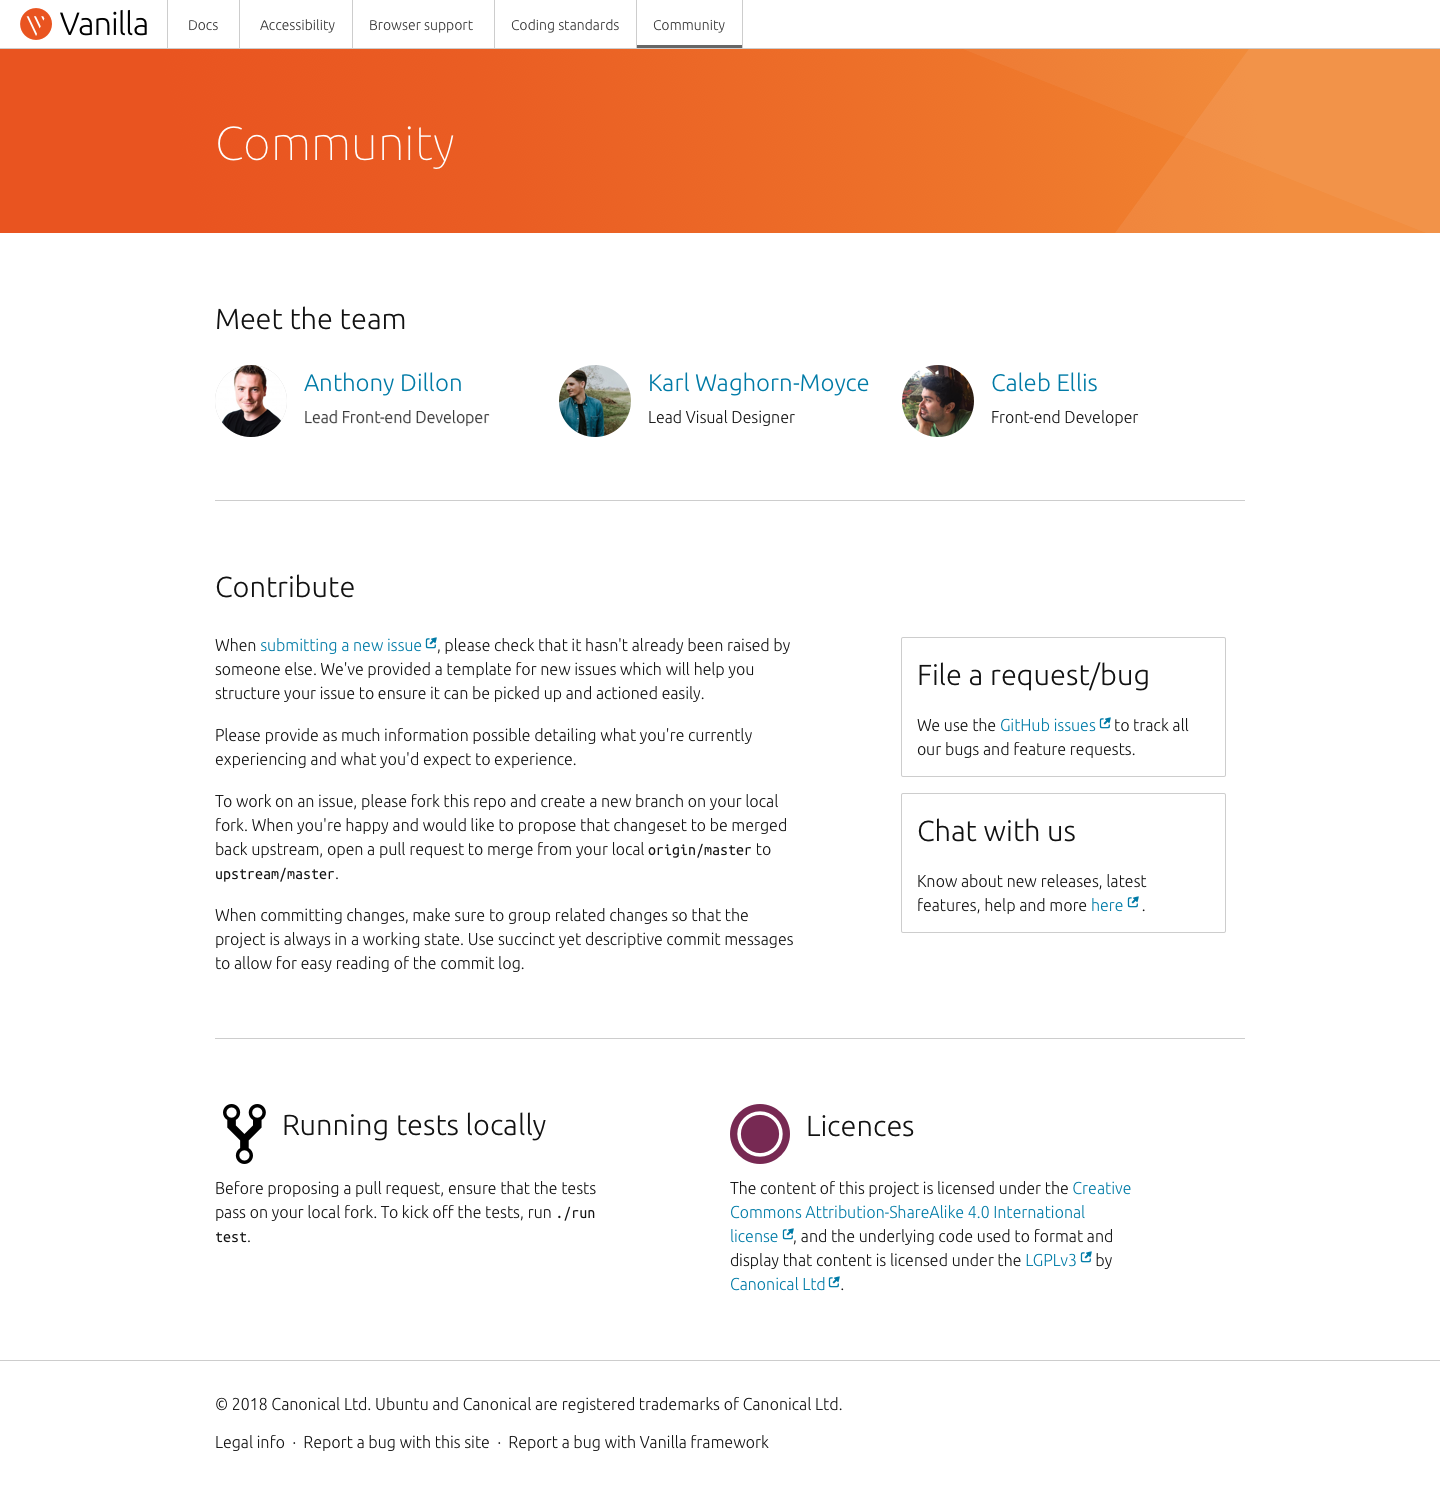 Vanilla
Docs
Accessibility
Browser support
Coding standards
Community
Community
Meet the team
Anthony Dillon
Lead Front-end Developer
Karl Waghorn-Moyce
Lead Visual Designer
Caleb Ellis
Front-end Developer
Contribute
When submitting a new issue, please check that it hasn't already been raised by
someone else. We've provided a template for new issues which will help you
structure your issue to ensure it can be picked up and actioned easily.
Please provide as much information possible detailing what you're currently
experiencing and what you'd expect to experience.
To work on an issue, please fork this repo and create a new branch on your local
fork. When you're happy and would like to propose that changeset to be merged
back upstream, open a pull request to merge from your local origin/master to
upstream/master.
When committing changes, make sure to group related changes so that the
project is always in a working state. Use succinct yet descriptive commit messages
to allow for easy reading of the commit log.
File a request/bug
We use the GitHub issues to track all
our bugs and feature requests.
Chat with us
Know about new releases, latest
features, help and more here .
Running tests locally
Before proposing a pull request, ensure that the tests
pass on your local fork. To kick off the tests, run ./run
test.
Licences
The content of this project is licensed under the Creative
Commons Attribution-ShareAlike 4.0 International
license, and the underlying code used to format and
display that content is licensed under the LGPLv3 by
Canonical Ltd.
© 2018 Canonical Ltd. Ubuntu and Canonical are registered trademarks of Canonical Ltd.
Legal info · Report a bug with this site · Report a bug with Vanilla framework